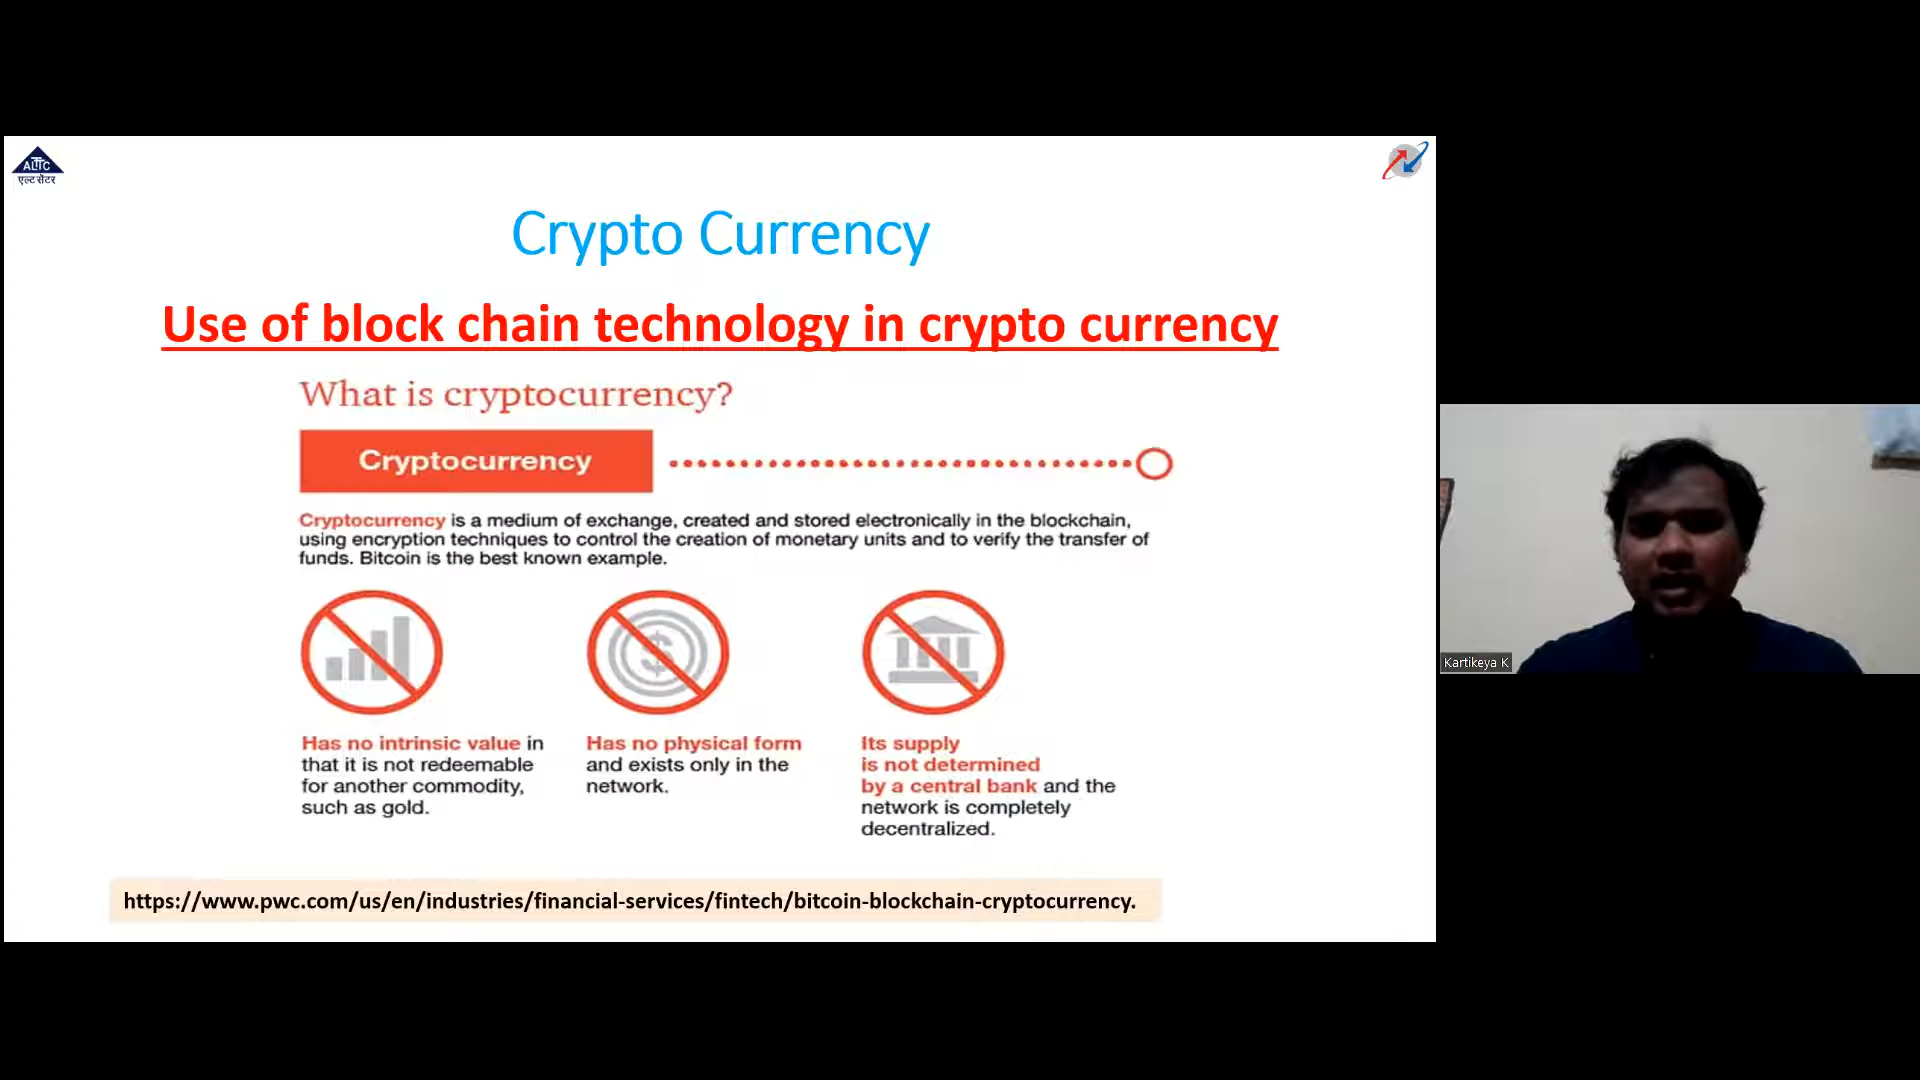 ALTTC
एल्टसेंटर
Crypto Currency
Use of block chain technology in crypto currency
What is cryptocurrency?
Cryptocurrency
Cryptocurrency is a medium of exchange, created and stored electronically in the blockchain,
using encryption techniques to control the creation of monetary units and to verify the transfer of
funds. Bitcoin is the best known example.
$
Has no intrinsic value in
that it is not redeemable
for another commodity,
such as gold.
Has no physical form
and exists only in the
network.
Its supply
is not determined
by a central bank and the
network is completely
decentralized.
https://www.pwc.com/us/en/industries/financial-services/fintech/bitcoin-blockchain-cryptocurrency.
Kartikeya K